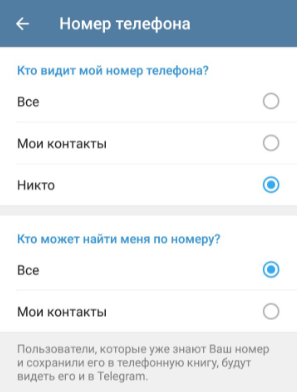 Номер телефона
Кто видит мой номер телефона?
Все
Мои контакты
Никто
Кто может найти меня по номеру?
Все
Мои контакты
Пользователи, которые уже знают Ваш номер
и сохранили его в телефонную книгу, будут
видеть его и в Telegram.